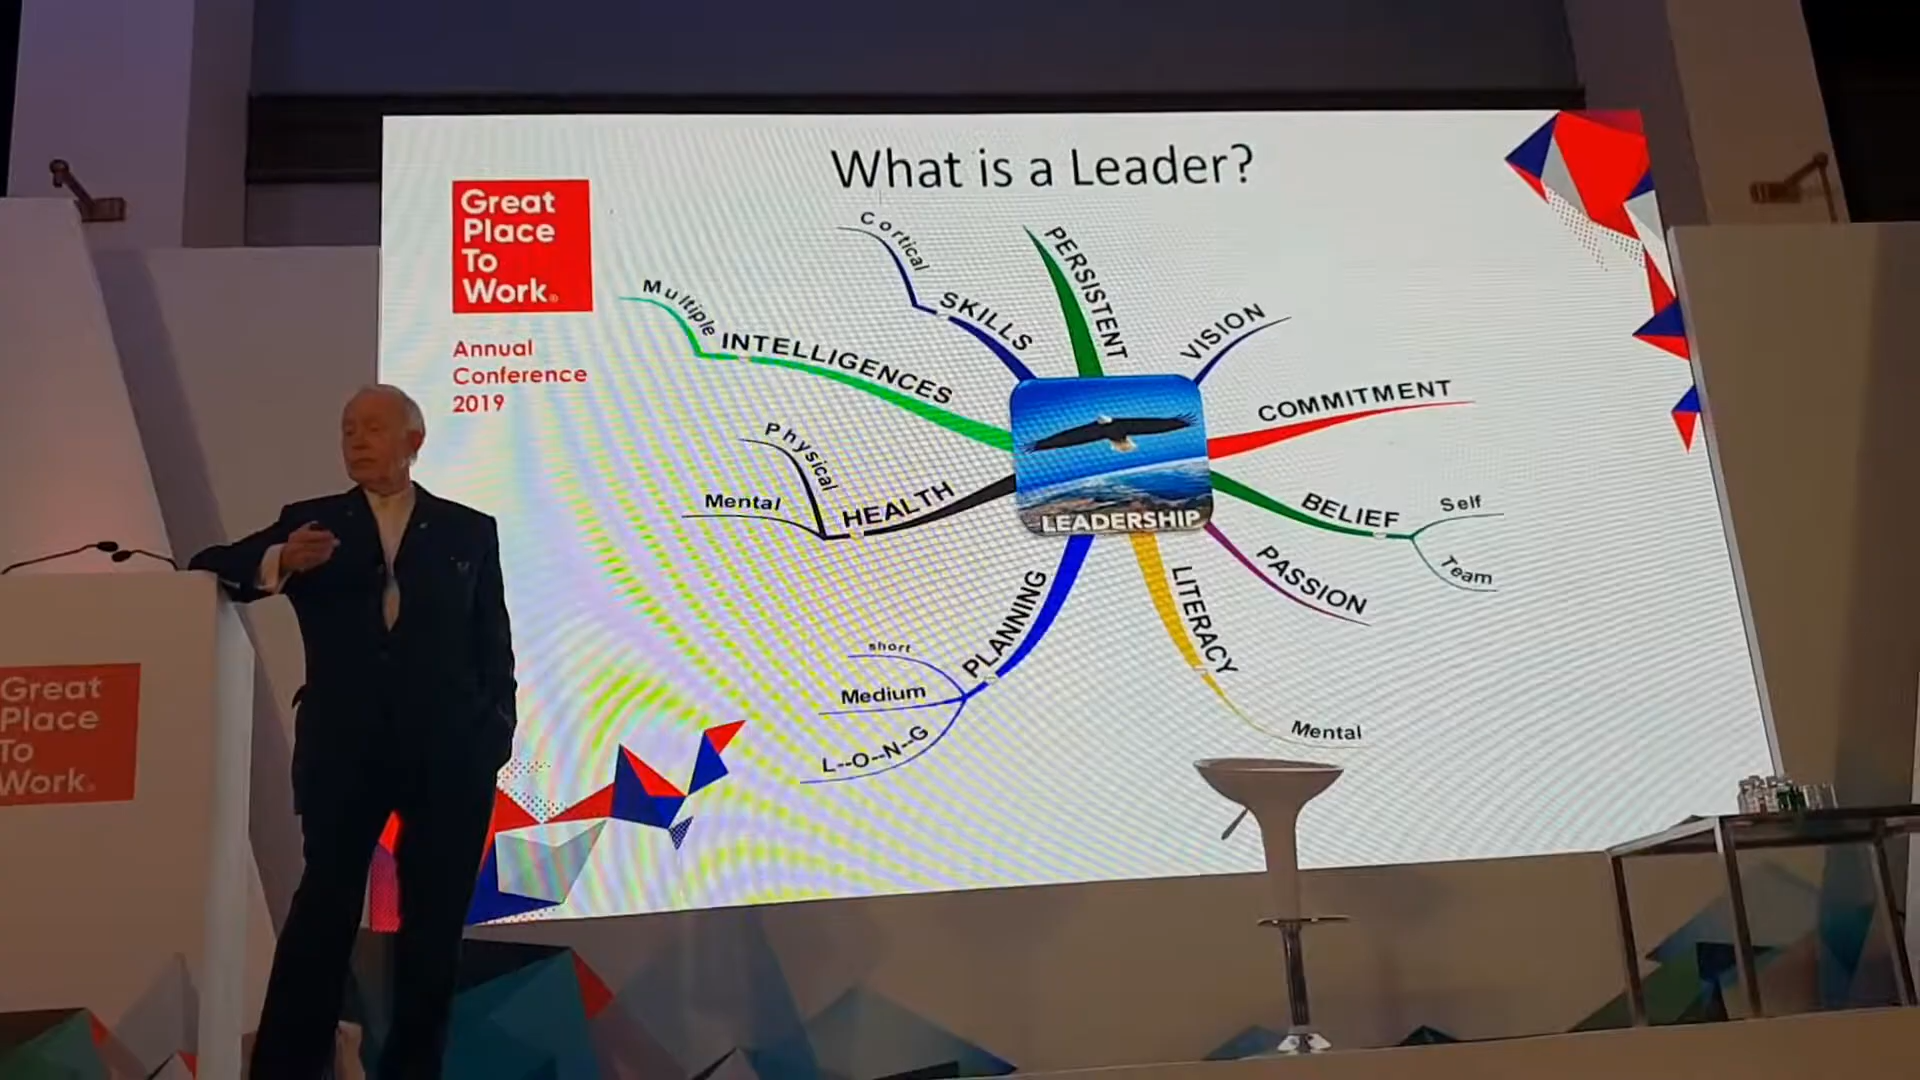 What is a Leader?
Great
Place
To
Work®
Annual
Conference
2019
Cortical
SKILLS
PERSISTENT
VISION
Multiple
INTELLIGENCES
COMMITMENT
Physical
Mental
HEALTH
LEADERSHIP
BELIEF
Self
Team
PASSION
PLANNING
short
Medium
L--O--N--G
LITERACY
Mental
Great
Place
To
Work®